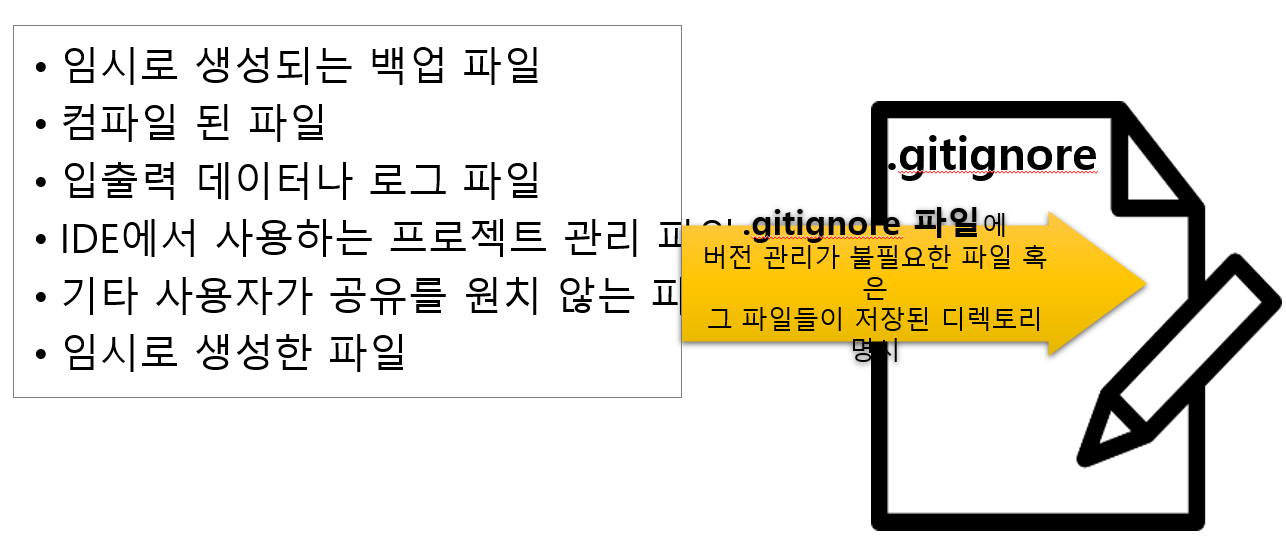 • 임시로 생성되는 백업 파일
• 컴파일 된 파일
• 입출력 데이터나 로그 파일
• IDE에서 사용하는 프로젝트 관리
• 기타 사용자가 공유를 원치 않는
• 임시로 생성한 파일
.gitignore 파일에
버전 관리가 불필요한 파일 혹
은
그 파일들이 저장된 디렉토리
명시
.gitignore